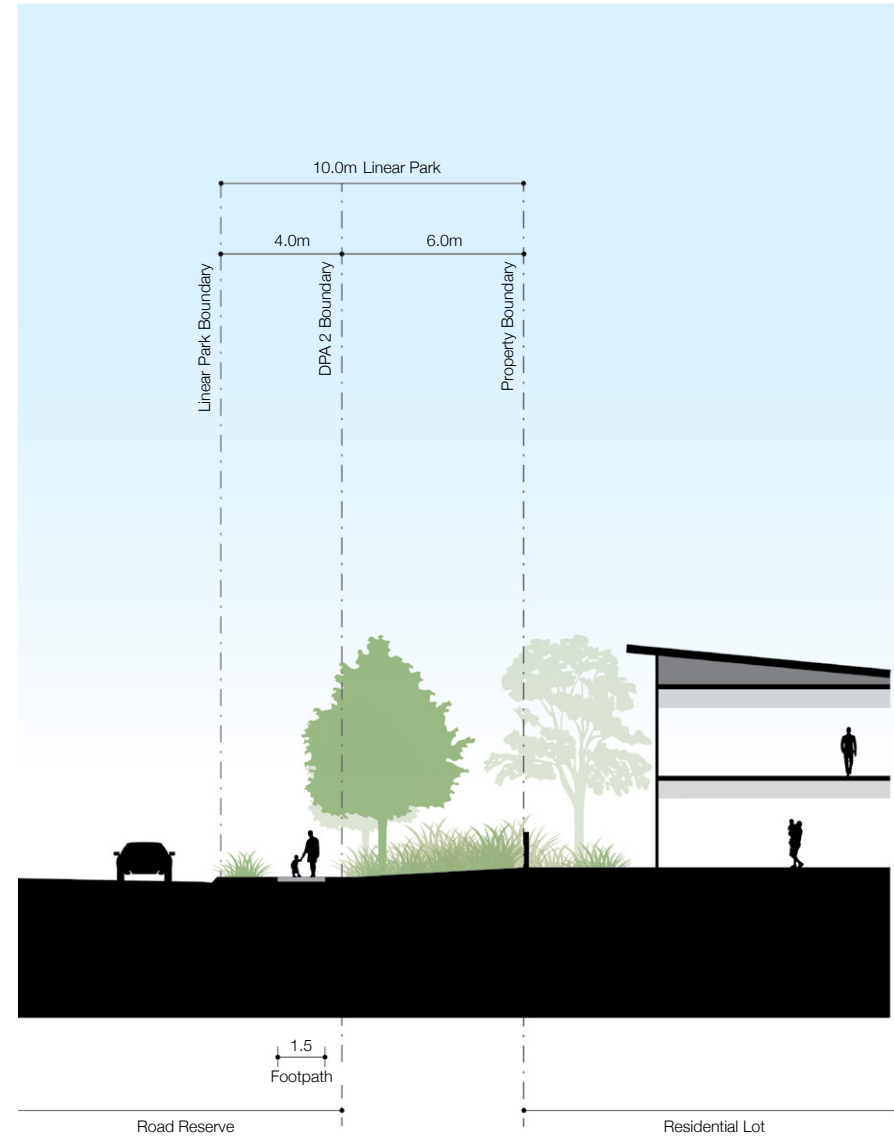 10.0m Linear Park
4.0m
6.0m
Linear Park Boundary
DPA 2 Boundary
Property Boundary
1.5
Footpath
Road Reserve
Residential Lot